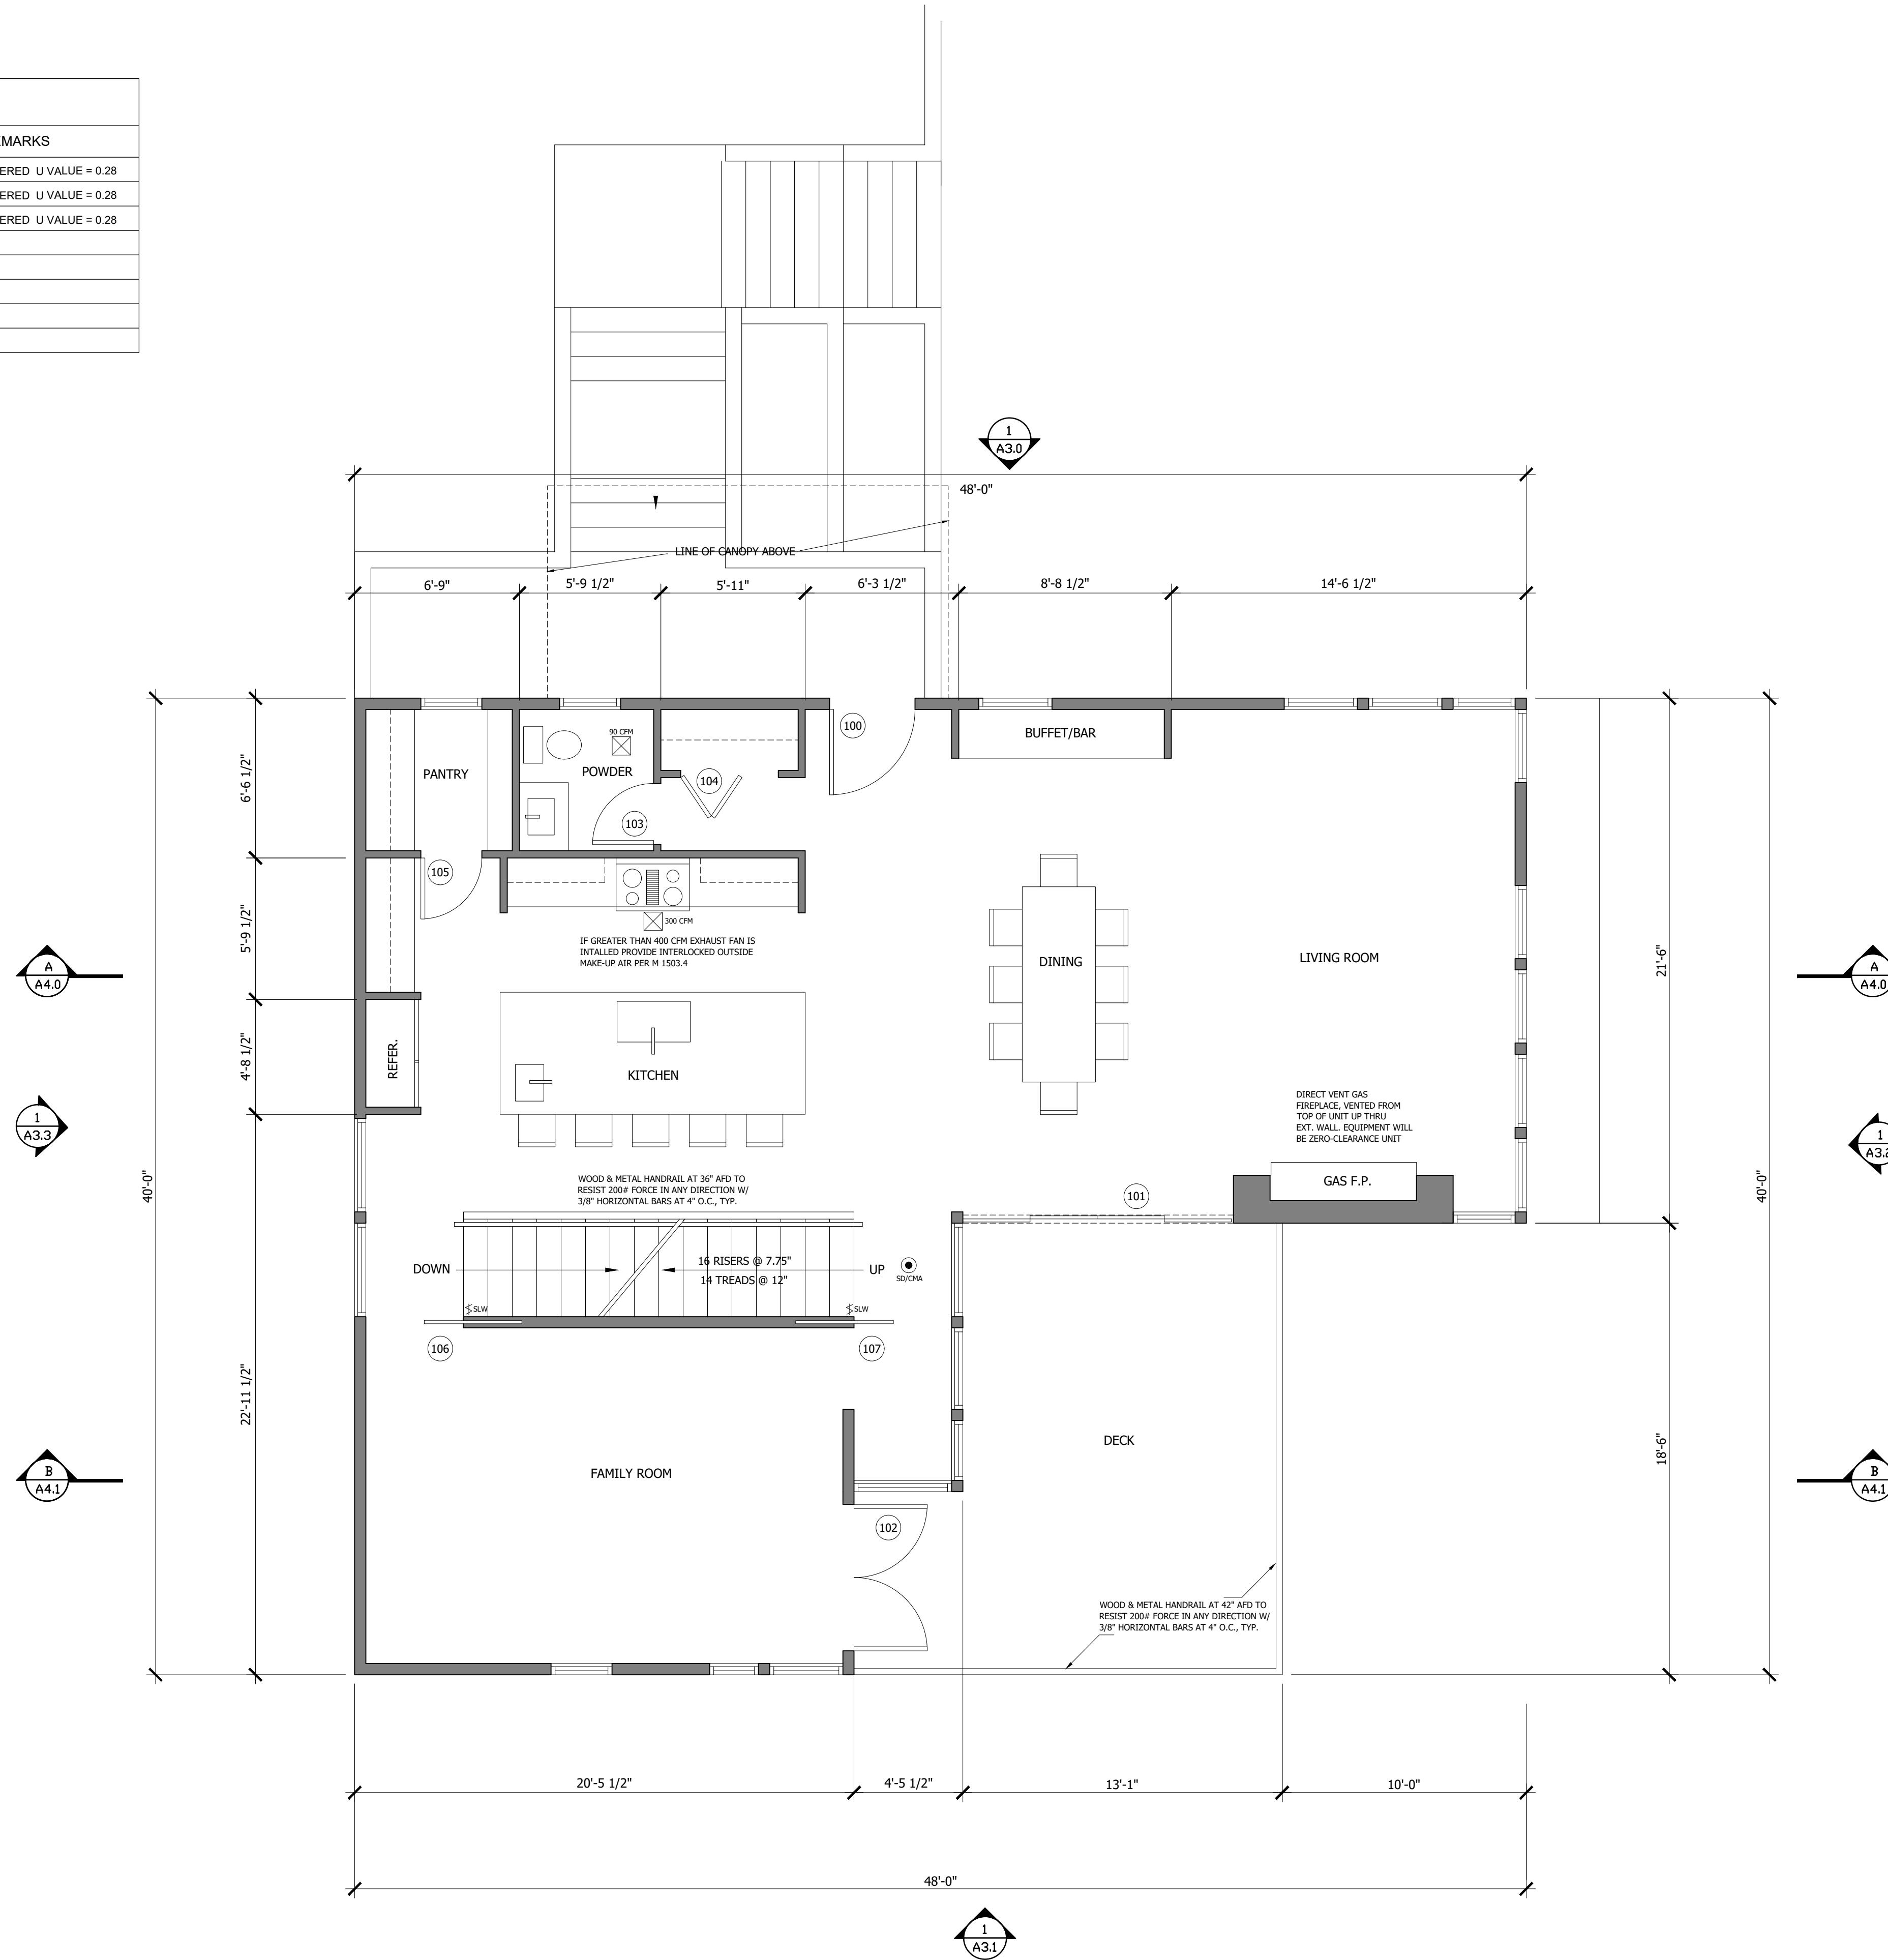 EMARKS
ERED U VALUE = 0.28
ERED U VALUE = 0.28
ERED U VALUE = 0.28
1
A3.0
48'-0"
LINE OF CANOPY ABOVE
6'-9"
5'-9 1/2"
5'-11"
6'-3 1/2"
8'-8 1/2"
14'-6 1/2"
100
BUFFET/BAR
90 CFM
PANTRY
POWDER
104
103
6'-6 1/2"
105
300 CFM
IF GREATER THAN 400 CFM EXHAUST FAN IS
INTALLED PROVIDE INTERLOCKED OUTSIDE
MAKE-UP AIR PER M 1503.4
5'-9 1/2"
DINING
LIVING ROOM
21'-6"
A
A4.0
A
A4.0
4'-8 1/2"
REFER.
KITCHEN
DIRECT VENT GAS
FIREPLACE, VENTED FROM
TOP OF UNIT UP THRU
EXT. WALL. EQUIPMENT WILL
BE ZERO-CLEARANCE UNIT
1
A3.3
1
A3.2
40'-0"
WOOD & METAL HANDRAIL AT 36" AFD TO
RESIST 200# FORCE IN ANY DIRECTION W/
3/8" HORIZONTAL BARS AT 4" O.C., TYP.
GAS F.P.
101
40'-0"
DOWN
16 RISERS @ 7.75"
14 TREADS @ 12"
UP
SD/CMA
SLW
SLW
106
107
22'-11 1/2"
DECK
18'-6"
FAMILY ROOM
B
A4.1
B
A4.1
102
WOOD & METAL HANDRAIL AT 42" AFD TO
RESIST 200# FORCE IN ANY DIRECTION W/
3/8" HORIZONTAL BARS AT 4" O.C., TYP.
20'-5 1/2"
4'-5 1/2"
13'-1"
10'-0"
48'-0"
1
A3.1